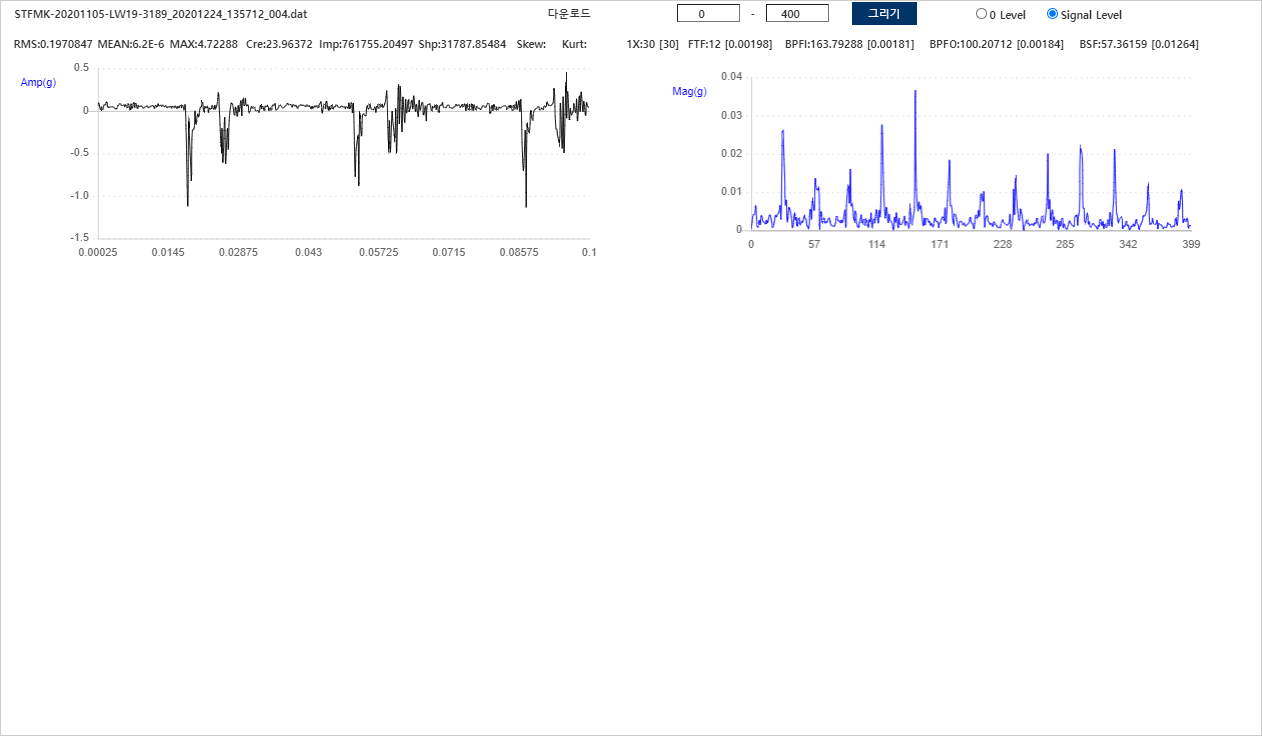 STFMK-20201105-LW19-3189_20201224_135712_004.dat 다운로드 0 - 400 그리기 0 Level Signal Level
RMS:0.1970847 MEAN:6.2E-6 MAX:4.72288 Cre:23.96372 Imp:761755.20497 Shp:31787.85484 Skew: Kurt: 1X:30 [30] FTF:12 [0.00198] BPFI:163.79288 [0.00181] BPFO:100.20712 [0.00184] BSF:57.36159 [0.01264]
Amp(g)
0.5
0
-0.5
-1.0
-1.5
0.00025 0.0145 0.02875 0.043 0.05725 0.0715 0.08575 0.1
Mag(g)
0.04
0.03
0.02
0.01
0
0 57 114 171 228 285 342 399